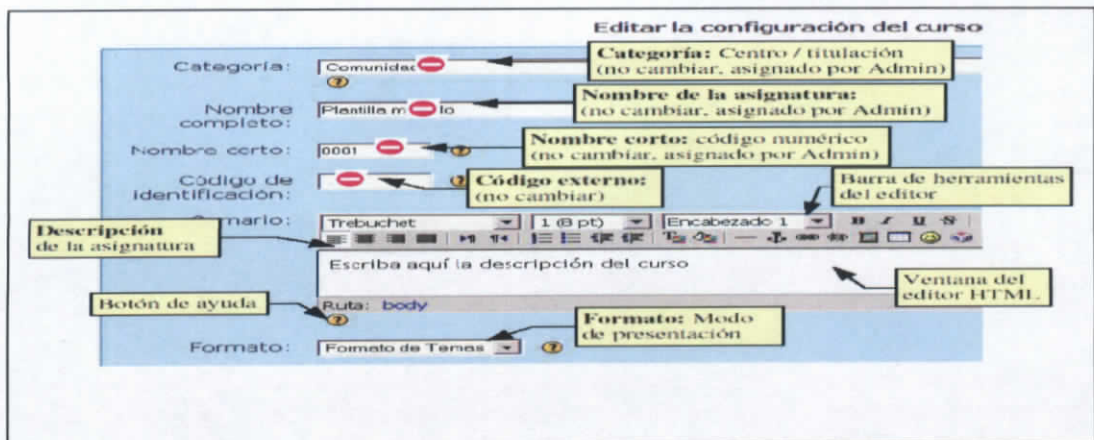 Editar la configuración del curso
Categoría:
Comunidad
Categoría: Centro / titulación
(no cambiar, asignado por Admin)
Nombre
completo:
Plantilla m lo
Nombre de la asignatura:
(no cambiar, asignado por Admin)
Nombre corto:
0001
Nombre corto: código numérico
(no cambiar, asignado por Admin)
Código de
identificación:
Código externo:
(no cambiar)
Barra de herramientas
del editor
Descripción
de la asignatura
mario:
Trebuchet
1 (8 pt)
Encabezado 1
B I U S
Escriba aquí la descripción del curso
Ventana del
editor HTML
Botón de ayuda
Ruta: body
Formato:
Formato de Temas
Formato: Modo
de presentación